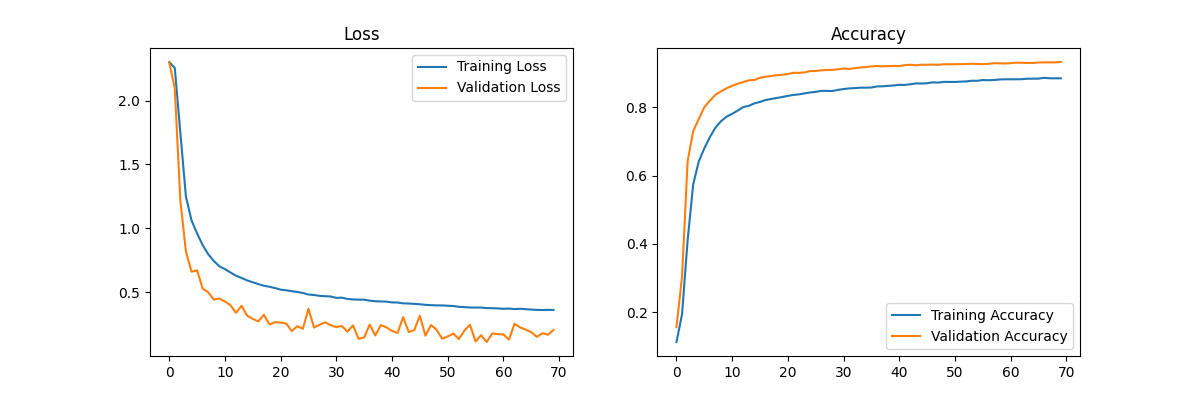 Loss
Training Loss
Validation Loss
2.0
1.5
1.0
0.5
0 10 20 30 40 50 60 70
Accuracy
0.8
0.6
0.4
0.2
Training Accuracy
Validation Accuracy
0 10 20 30 40 50 60 70